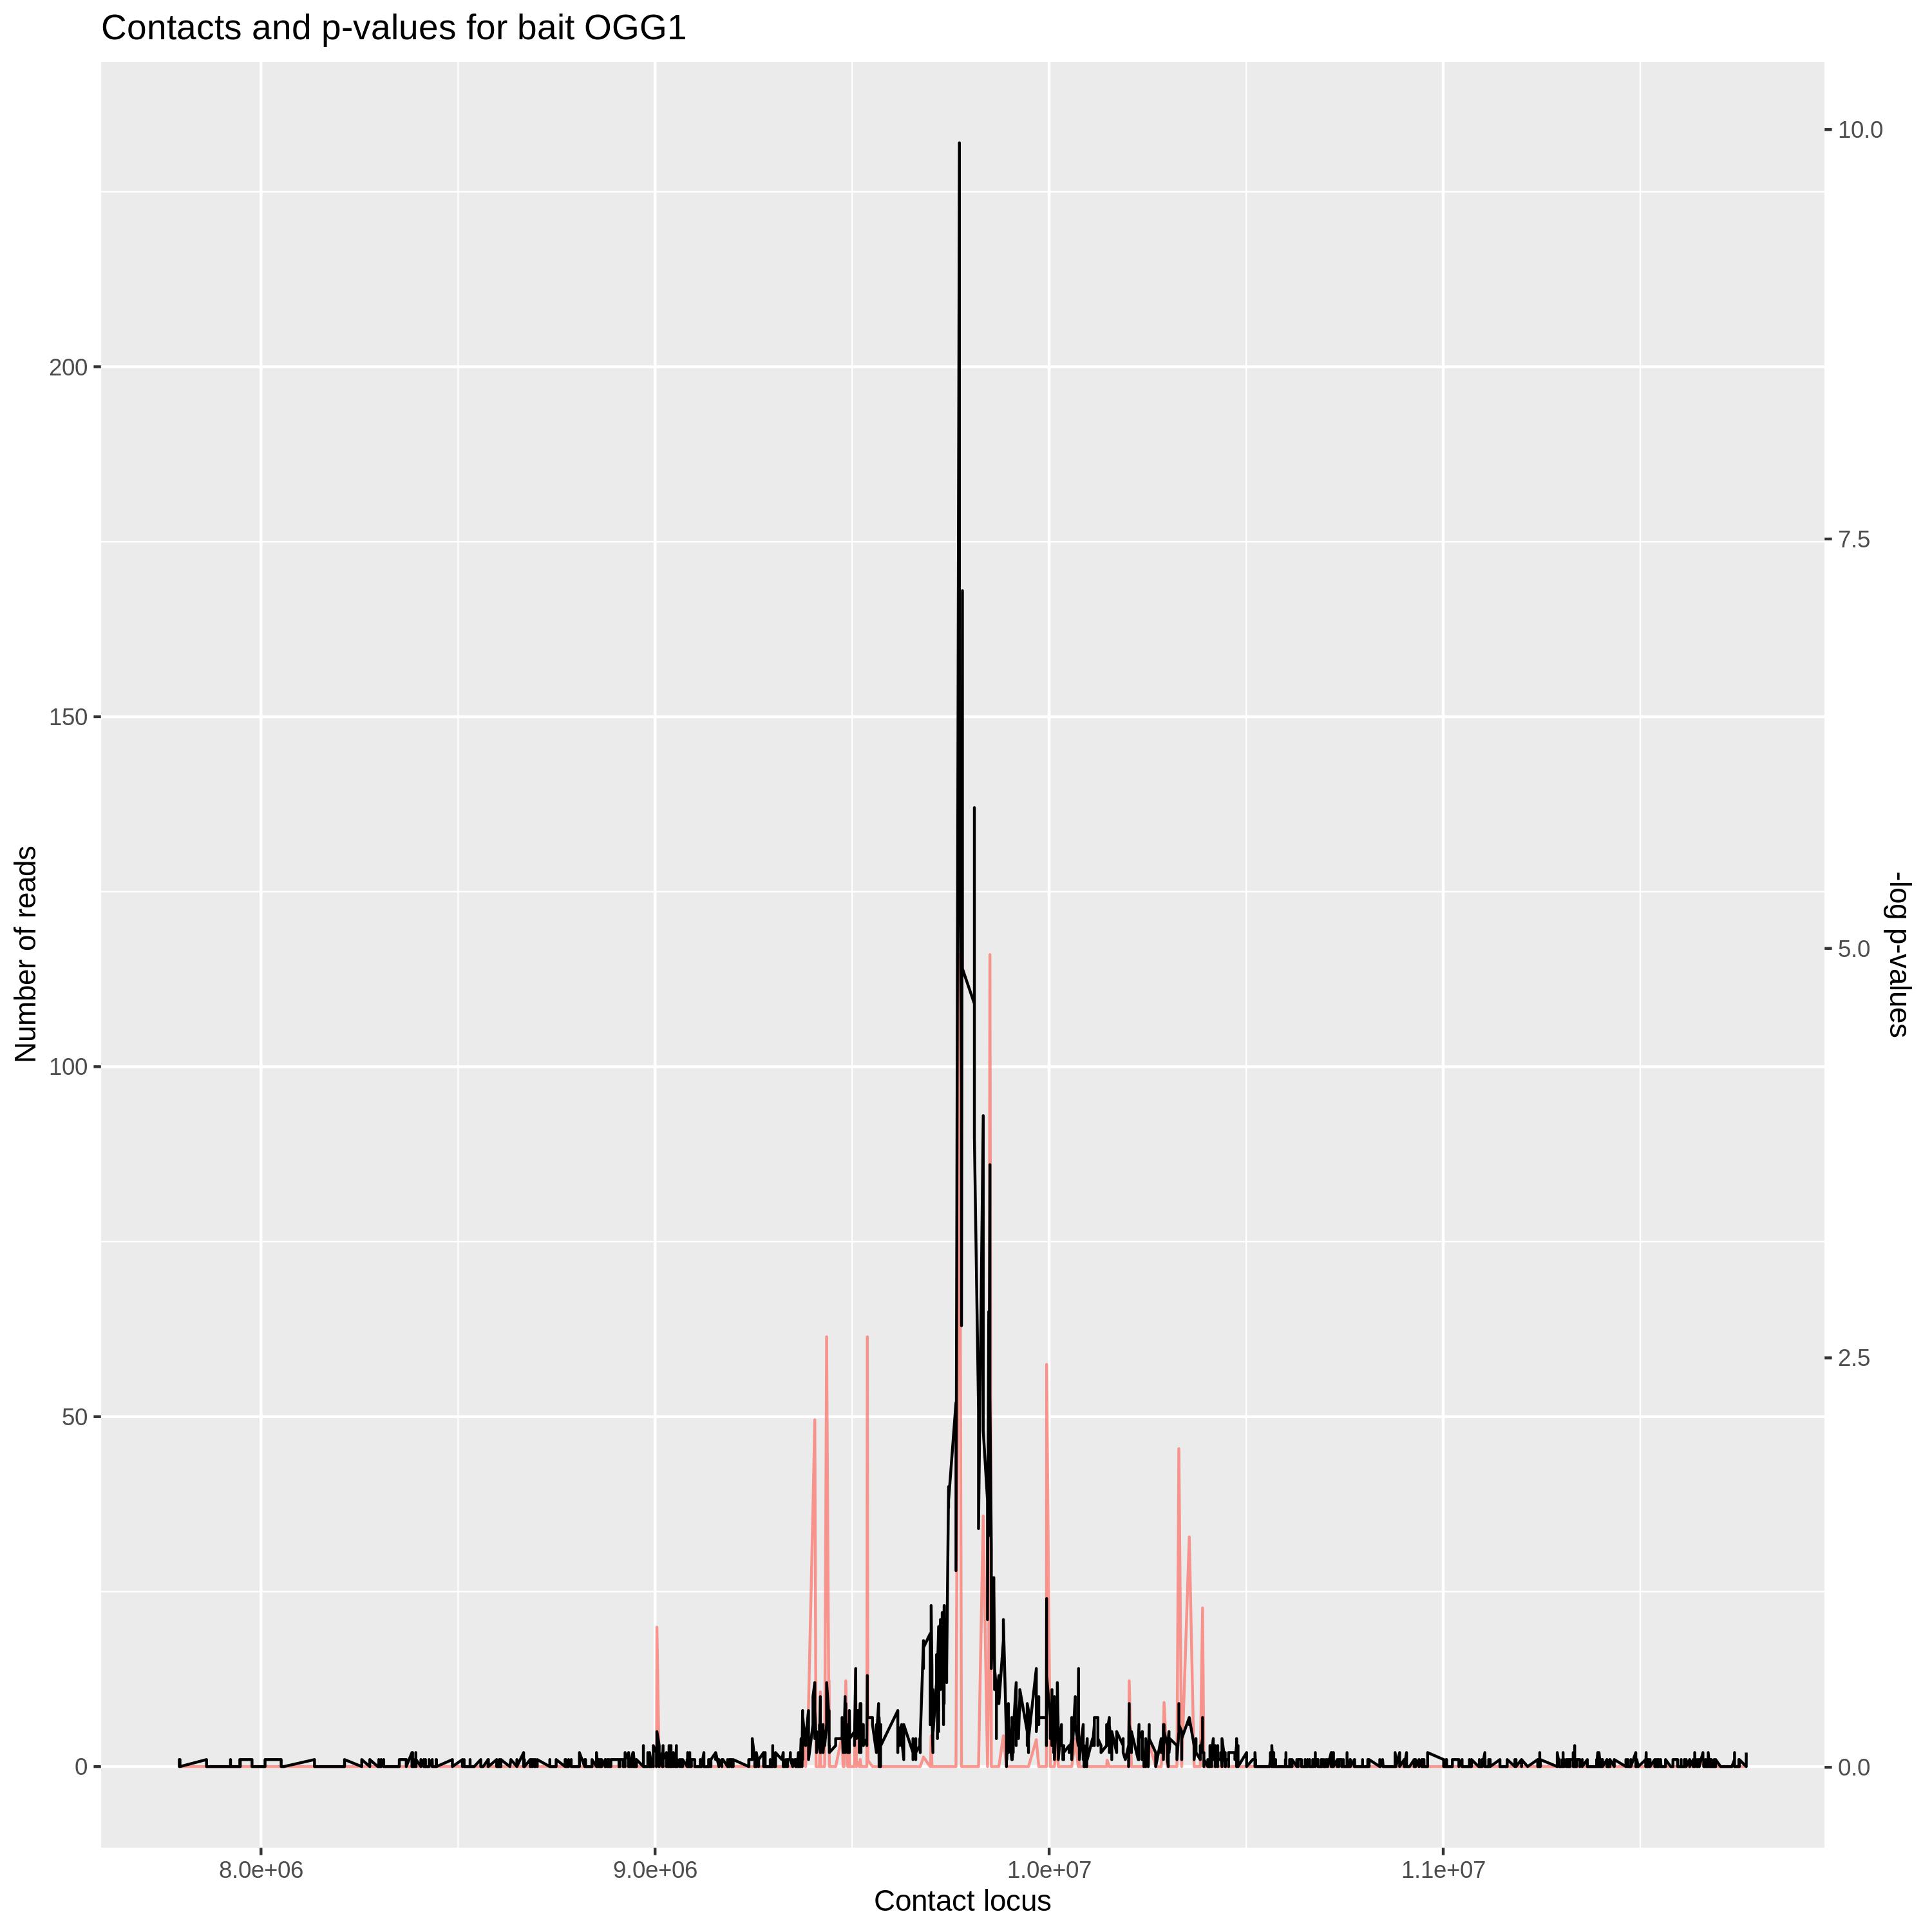 Contacts and p-values for bait OGG1
Number of reads
200
150
100
50
0
10.0
7.5
5.0
2.5
0.0
-log p-values
8.0e+06 9.0e+06 1.0e+07 1.1e+07
Contact locus